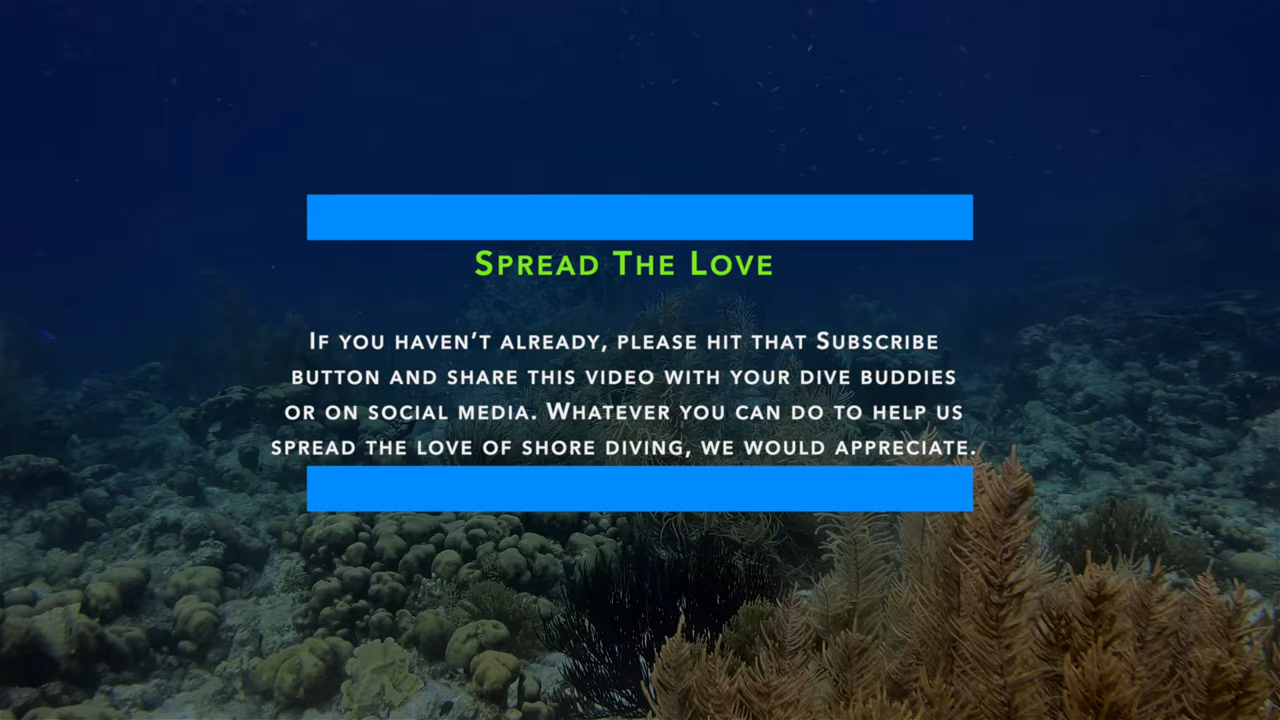 Spread The Love
If you haven't already, please hit that Subscribe
button and share this video with your dive buddies
or on social media. Whatever you can do to help us
spread the love of shore diving, we would appreciate.